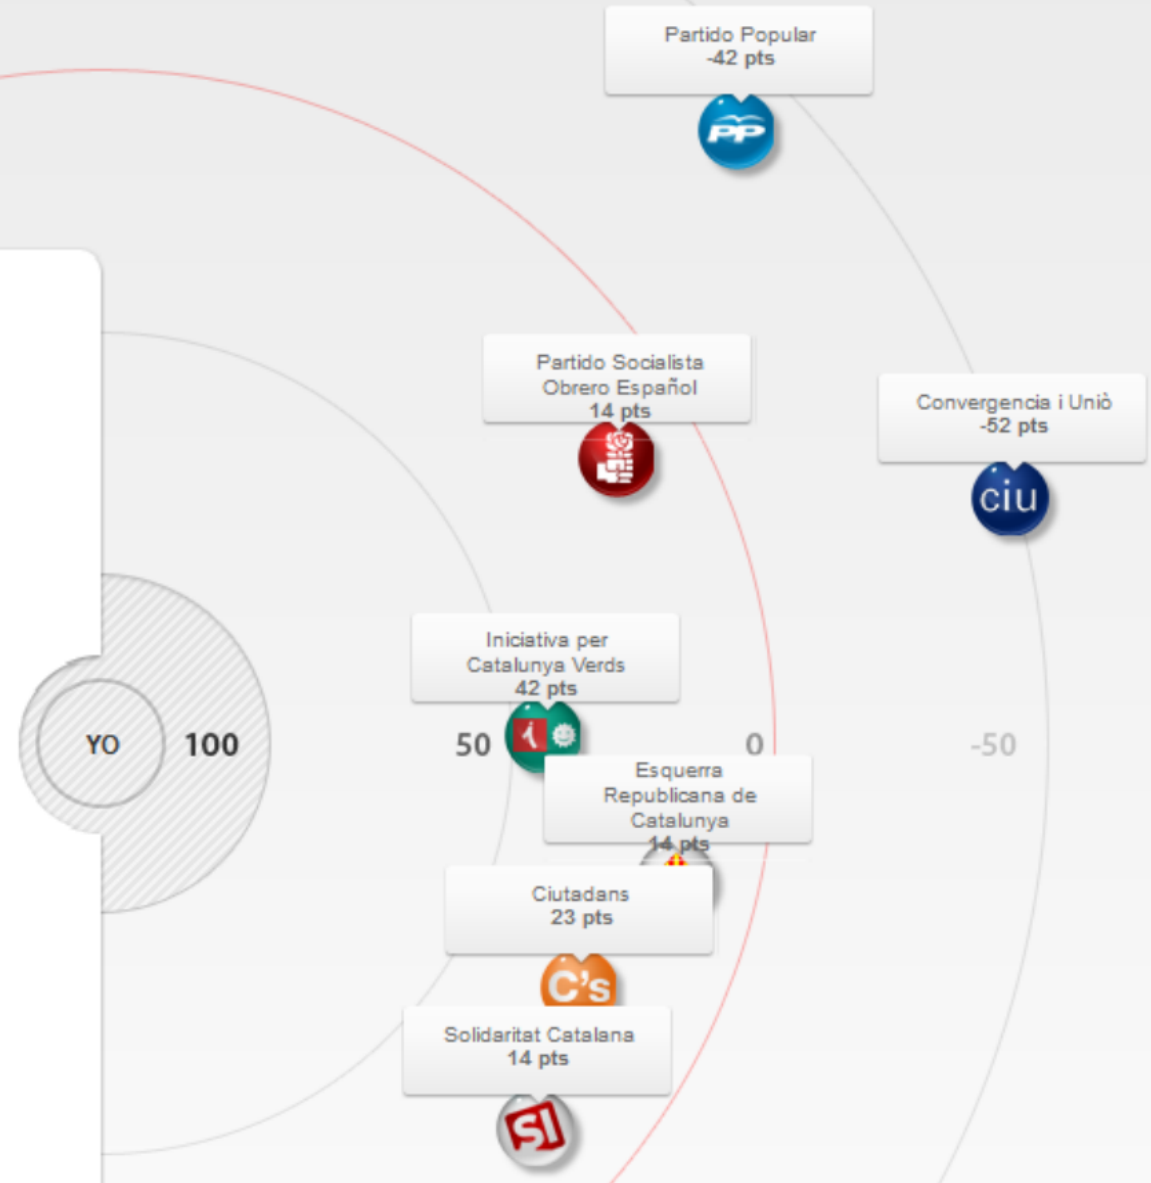 Partido Popular
-42 pts
pp
Partido Socialista
Obrero Español
14 pts
Convergencia i Uniò
-52 pts
ciu
Iniciativa per
Catalunya Verds
42 pts
YO
100
50
0
-50
Esquerra
Republicana de
Catalunya
14 pts
Ciutadans
23 pts
C's
Solidaritat Catalana
14 pts
SI